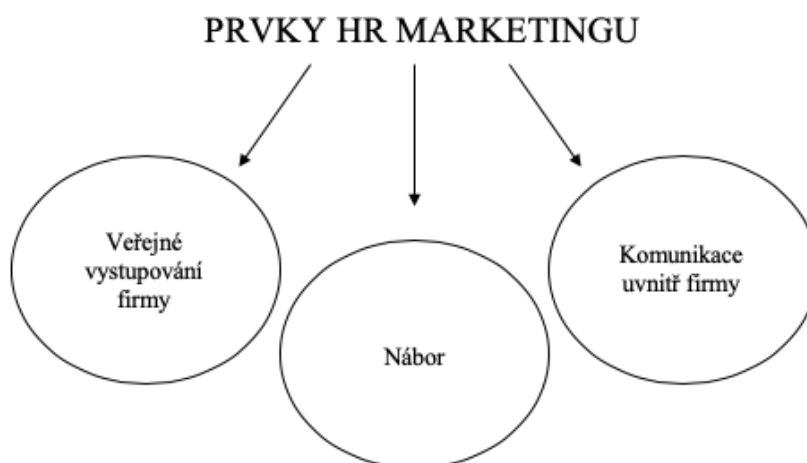 PRVKY HR MARKETINGU
Veřejné
vystupování
firmy
Nábor
Komunikace
uvnitř firmy